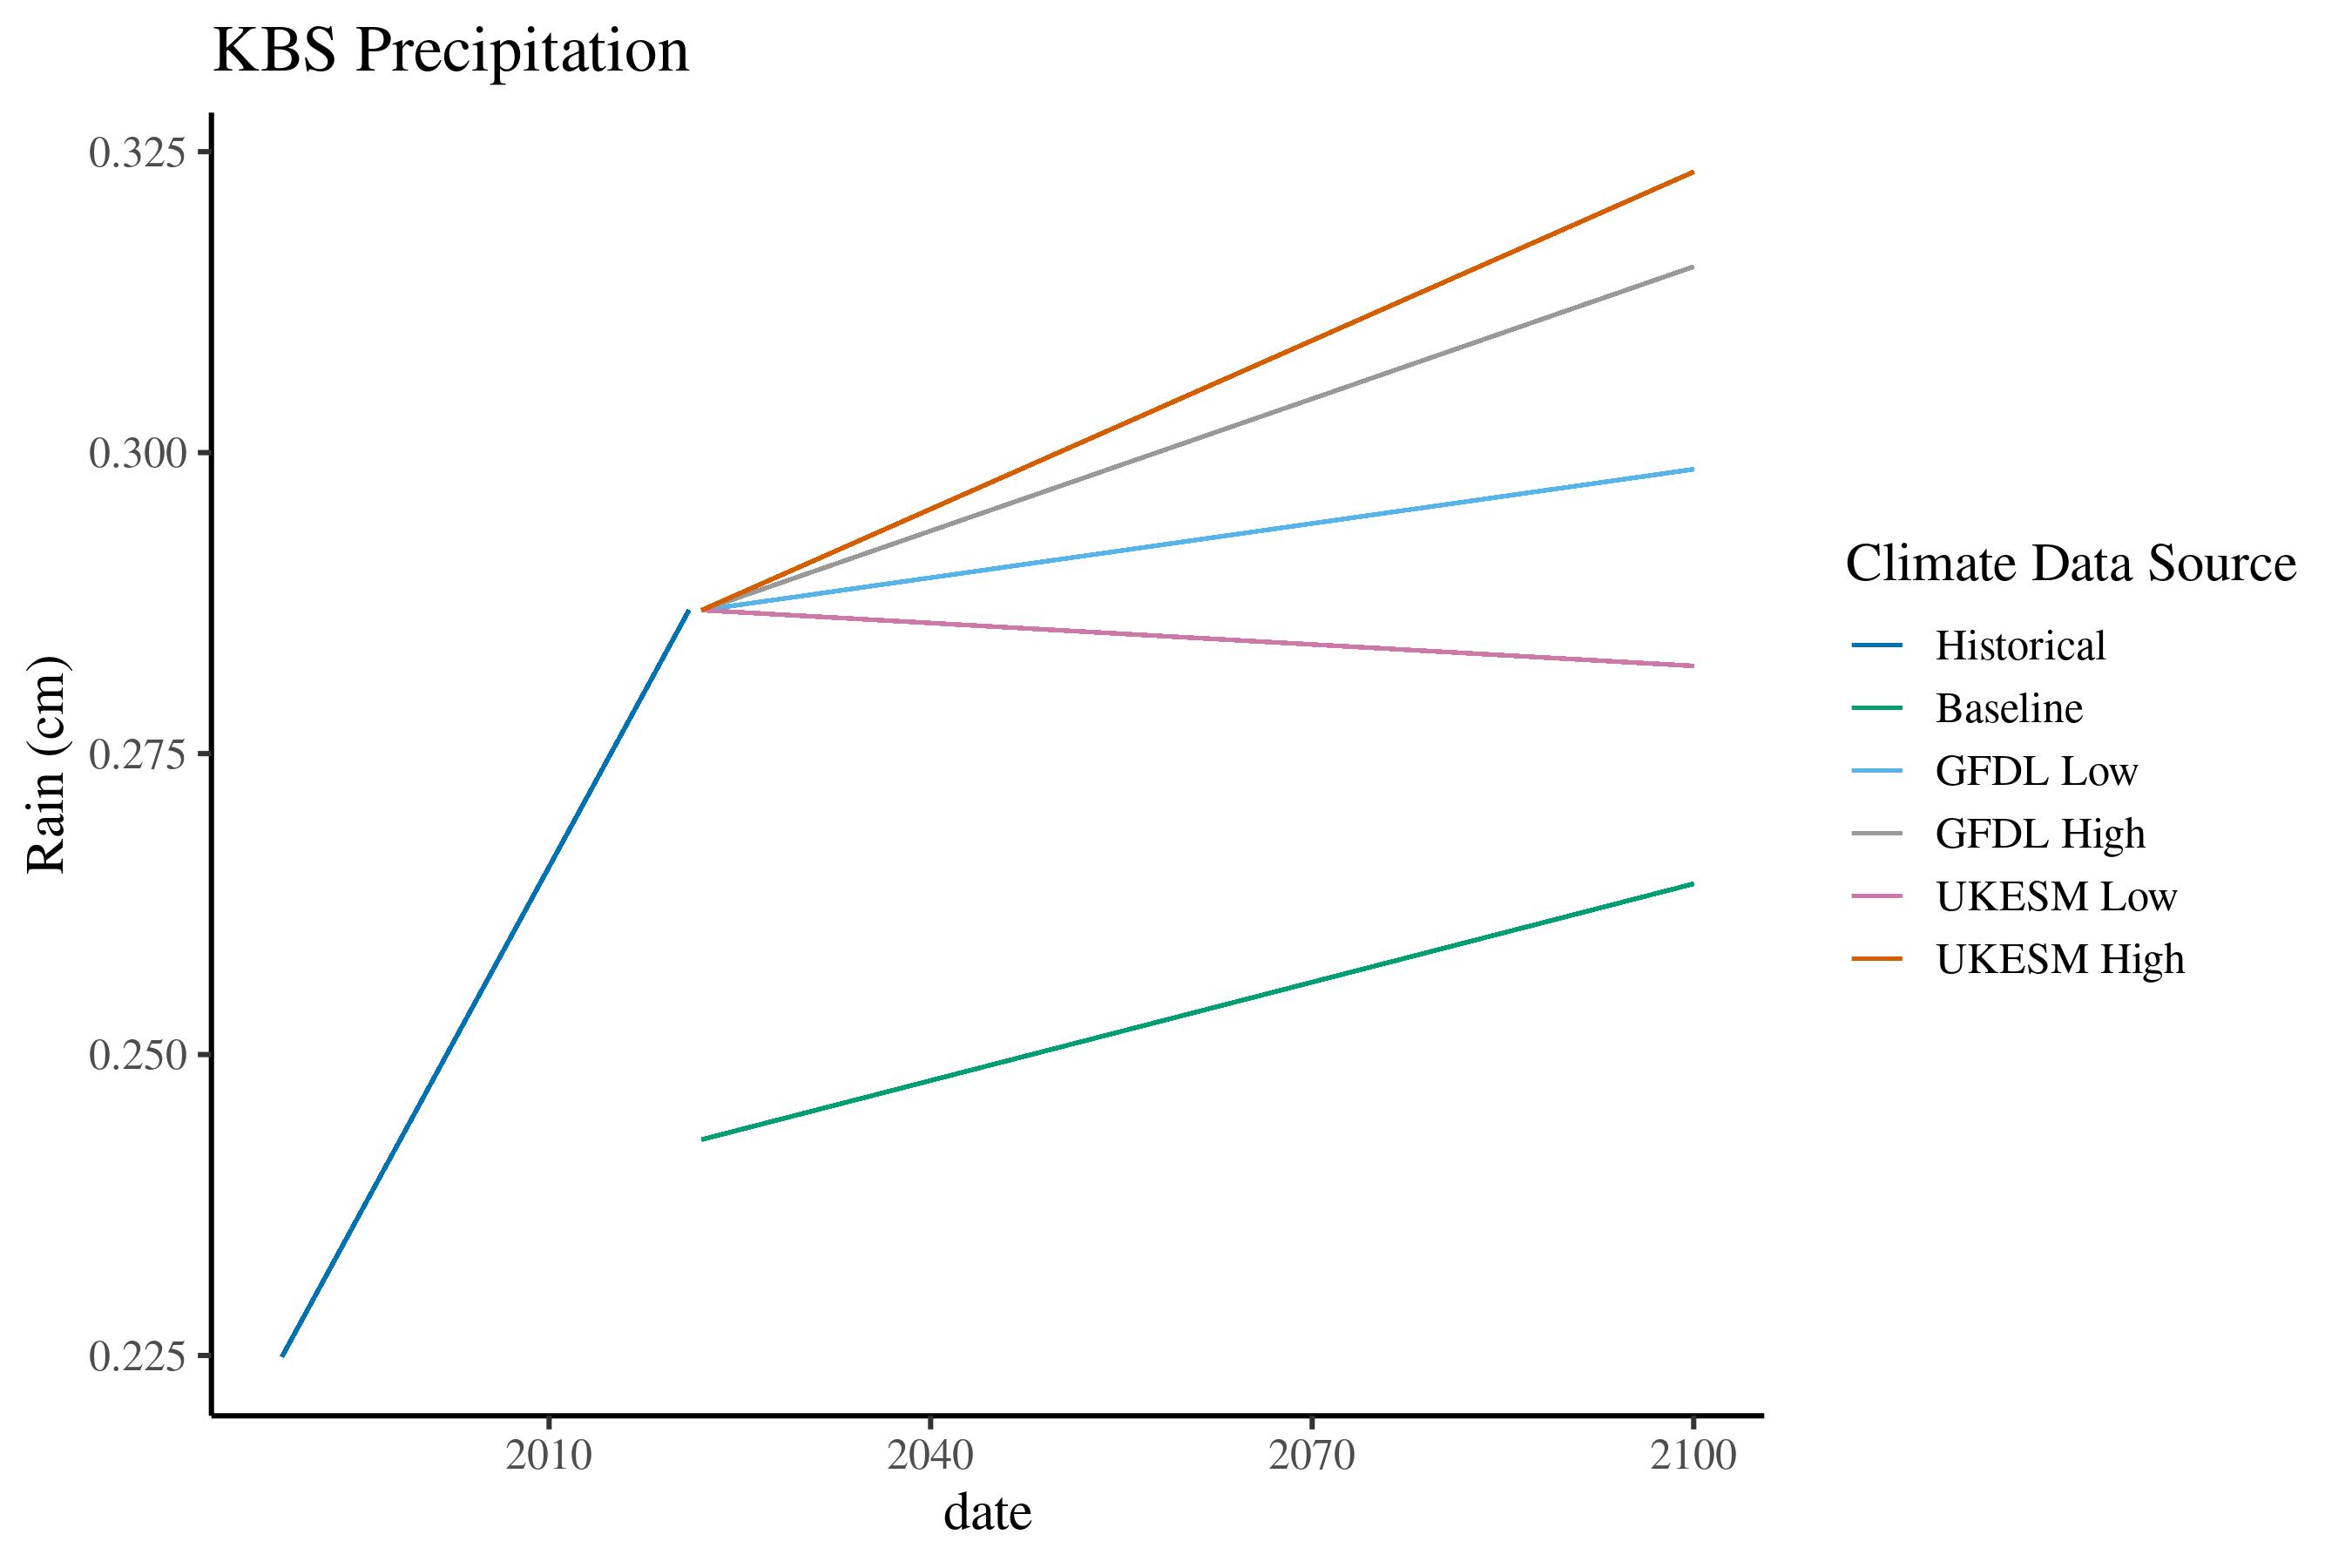 KBS Precipitation
0.325
0.300
0.275
0.250
0.225
Rain (cm)
2010 2040 2070 2100
date
Climate Data Source
Historical
Baseline
GFDL Low
GFDL High
UKESM Low
UKESM High